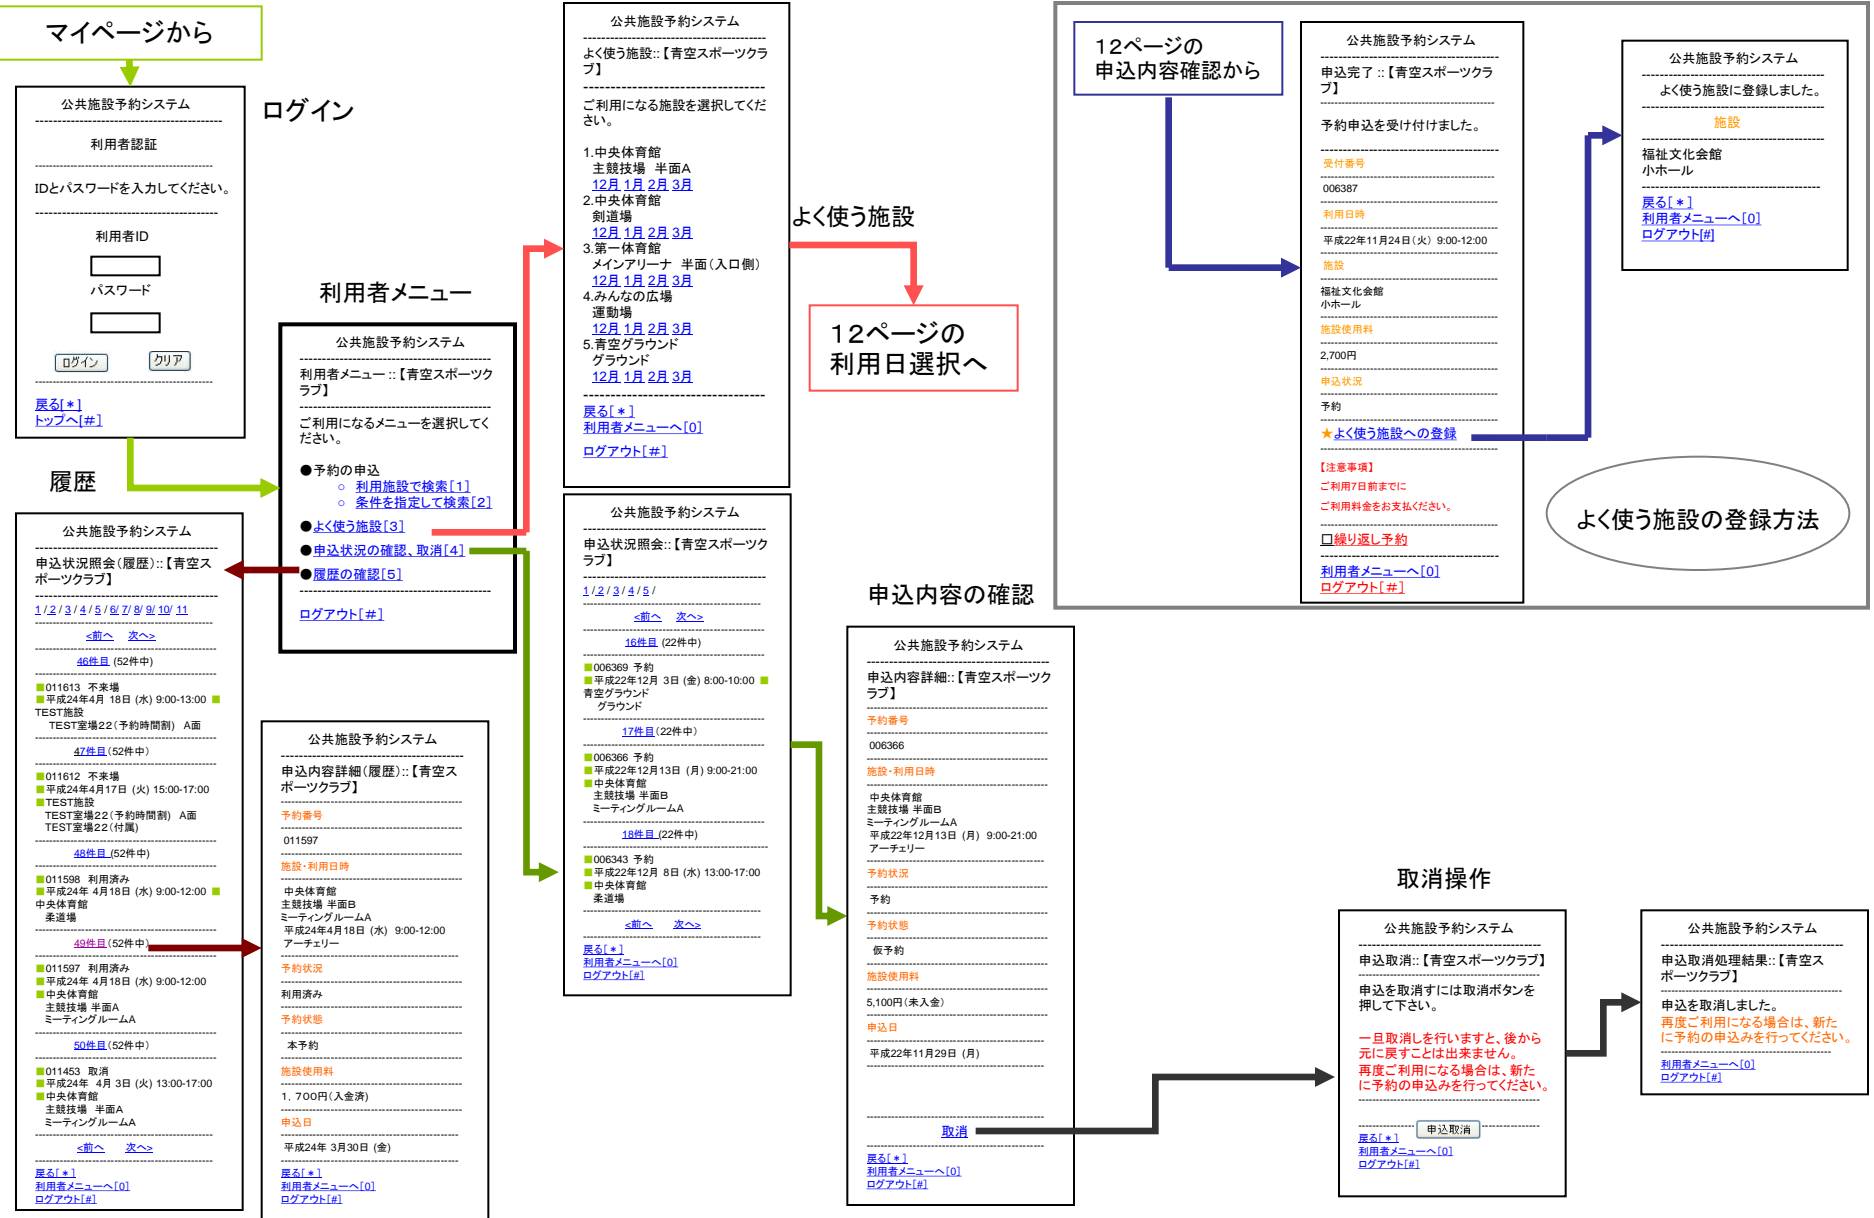 マイページから
公共施設予約システム
利用者認証
IDとパスワードを入力してください。
利用者ID
パスワード
ログイン クリア
戻る[＊]
トップへ[＃]
ログイン
履歴
公共施設予約システム
申込状況照会(履歴)::【青空ス
ポーツクラブ】
1 / 2 / 3 / 4 / 5 / 6/ 7/ 8/ 9/ 10/ 11
<前へ 次へ>
46件目 (52件中)
■011613 不来場
■平成24年4月 18日 (水) 9:00-13:00 ■
TEST施設
TEST室場22(予約時間割) A面
47件目(52件中)
■011612 不来場
■平成24年4月17日 (火) 15:00-17:00
■TEST施設
TEST室場22(予約時間割) A面
TEST室場22(付属)
48件目 (52件中)
■011598 利用済み
■平成24年 4月18日 (水) 9:00-12:00 ■
中央体育館
柔道場
49件目(52件中)
■011597 利用済み
■平成24年 4月18日 (水) 9:00-12:00
■中央体育館
主競技場 半面A
ミーティングルームA
50件目(52件中)
■011453 取消
■平成24年 4月 3日 (火) 13:00-17:00
■中央体育館
主競技場 半面A
ミーティングルームA
<前へ 次へ>
戻る[＊]
利用者メニューへ[0]
ログアウト[#]
利用者メニュー
公共施設予約システム
利用者メニュー::【青空スポーツク
ラブ】
ご利用になるメニューを選択してく
ださい。
●予約の申込
○ 利用施設で検索[1]
○ 条件を指定して検索[2]
●よく使う施設[3]
●申込状況の確認、取消[4]
●履歴の確認[5]
ログアウト[＃]
公共施設予約システム
申込内容詳細(履歴)::【青空ス
ポーツクラブ】
予約番号
011597
施設・利用日時
中央体育館
主競技場 半面B
ミーティングルームA
平成24年4月18日 (水) 9:00-12:00
アーチェリー
予約状況
利用済み
予約状態
本予約
施設使用料
1，700円(入金済)
申込日
平成24年 3月30日 (金)
戻る[＊]
利用者メニューへ[0]
ログアウト[#]
公共施設予約システム
よく使う施設::【青空スポーツクラ
ブ】
ご利用になる施設を選択してくだ
さい。
1.中央体育館
主競技場 半面A
12月 1月 2月 3月
2.中央体育館
剣道場
12月 1月 2月 3月
3.第一体育館
メインアリーナ 半面(入口側)
12月 1月 2月 3月
4.みんなの広場
運動場
12月 1月 2月 3月
5.青空グラウンド
グラウンド
12月 1月 2月 3月
戻る[＊]
利用者メニューへ[0]
ログアウト[＃]
よく使う施設
12ページの
利用日選択へ
公共施設予約システム
申込状況照会::【青空スポーツク
ラブ】
1 / 2 / 3 / 4 / 5 /
<前へ 次へ>
16件目 (22件中)
■006369 予約
■平成22年12月 3日 (金) 8:00-10:00 ■
青空グラウンド
グラウンド
17件目(22件中)
■006366 予約
■平成22年12月13日 (月) 9:00-21:00
■中央体育館
主競技場 半面B
ミーティングルームA
18件目 (22件中)
■006343 予約
■平成22年12月 8日 (水) 13:00-17:00
■中央体育館
柔道場
<前へ 次へ>
戻る[＊]
利用者メニューへ[0]
ログアウト[#]
申込内容の確認
公共施設予約システム
申込内容詳細::【青空スポーツク
ラブ】
予約番号
006366
施設・利用日時
中央体育館
主競技場 半面B
ミーティングルームA
平成22年12月13日 (月) 9:00-21:00
アーチェリー
予約状況
予約
予約状態
仮予約
施設使用料
5,100円(未入金)
申込日
平成22年11月29日 (月)
取消
戻る[＊]
利用者メニューへ[0]
ログアウト[#]
12ページの
申込内容確認から
公共施設予約システム
申込完了::【青空スポーツクラ
ブ】
予約申込を受け付けました。
受付番号
006387
利用日時
平成22年11月24日(火) 9:00-12:00
施設
福祉文化会館
小ホール
施設使用料
2,700円
申込状況
予約
★よく使う施設への登録
【注意事項】
ご利用7日前までに
ご利用料金をお支払ください。
□繰り返し予約
利用者メニューへ[0]
ログアウト[＃]
公共施設予約システム
よく使う施設に登録しました。
施設
福祉文化会館
小ホール
戻る[＊]
利用者メニューへ[0]
ログアウト[#]
よく使う施設の登録方法
取消操作
公共施設予約システム
申込取消::【青空スポーツクラブ】
申込を取消すには取消ボタンを
押して下さい。
一旦取消しを行いますと、後から
元に戻すことは出来ません。
再度ご利用になる場合は、新た
に予約の申込みを行ってください。
申込取消
戻る[＊]
利用者メニューへ[0]
ログアウト[#]
公共施設予約システム
申込取消処理結果::【青空ス
ポーツクラブ】
申込を取消しました。
再度ご利用になる場合は、新た
に予約の申込みを行ってください。
利用者メニューへ[0]
ログアウト[#]